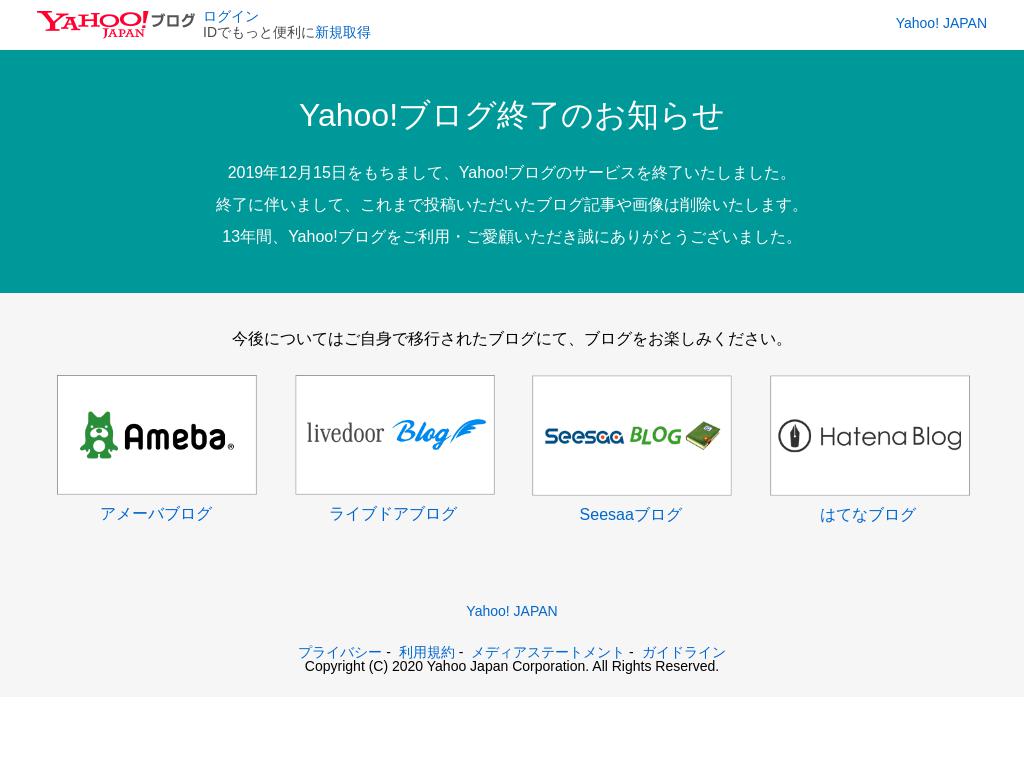 YAHOO! JAPAN ブログ
ログイン
IDでもっと便利に新規取得
Yahoo! JAPAN
Yahoo!ブログ終了のお知らせ
2019年12月15日をもちまして、Yahoo!ブログのサービスを終了いたしました。
終了に伴いまして、これまで投稿いただいたブログ記事や画像は削除いたします。
13年間、Yahoo!ブログをご利用・ご愛顧いただき誠にありがとうございました。
今後についてはご自身で移行されたブログにて、ブログをお楽しみください。
Ameba®
livedoor Blog
Seesaa BLOG
Hatena Blog
アメーバブログ
ライブドアブログ
Seesaaブログ
はてなブログ
Yahoo! JAPAN
プライバシー - 利用規約 - メディアステートメント - ガイドライン
Copyright (C) 2020 Yahoo Japan Corporation. All Rights Reserved.